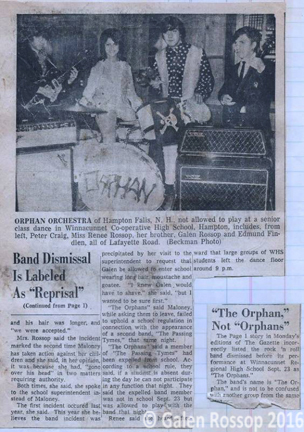 ORPHAN
ORPHAN ORCHESTRA of Hampton Falls, N. H., not allowed to play at a senior
class dance in Winnacunnet Co-operative High School, Hampton, includes, from
left, Peter Craig, Miss Renee Rossop, her brother, Galen Rossop and Edmund Fin-
dlen, all of Lafayette Road. (Beckman Photo)
Band Dismissal
Is Labeled
As "Reprisal"
(Continued from Page 1)
and his hair was longer, and
"we were accepted."
Mrs. Rossop said the incident
marked the second time Maloney
has taken action against her chil-
dren and she said, in her opinion,
it was because she had, "gone
over his head" in two matters
requiring authority.
Both times, she said, she spoke
to the school superintendent in-
stead of Maloney.
The first incident occurred last
year, she said. This year she be-
lieves the band incident was
precipitated by her visit to the
superintendent to request that
Galen be allowed to enter school
wearing long hair, moustache and
goatee. "I knew Galen would
have to shave," she said, "but I
wanted to be sure first."
"The Orphans" said Maloney,
while asking them to leave, failed
to uphold a school regulation in
connection with the appearance
of a second band, "The Passing
Tymes," that same night.
"The Orphans" said a member
of "The Passing Tymes" had
been expelled from school. Ac-
cording to a school rule, they
said, if a student is absent dur-
ing the day he can not participate
in any function that night. They
said the expelled band member
was out in school Sept. 23 but
was allowed to play with the
band that night.
Renee said
ward that large groups of WHS
students left the dance floor
around 9 p.m.
"The Orphan,"
Not "Orphans"
The Page 1 story in Monday's
editions of The Gazette incor-
rectly listed the rock 'n roll
band dismissed before its per-
formance at Winnacunnet Re-
gional High School Sept. 23
as "The Orphans."
The band's name is "The Or-
phan," and is not to be confused
with another group from the same
© Galen Rossop 2016